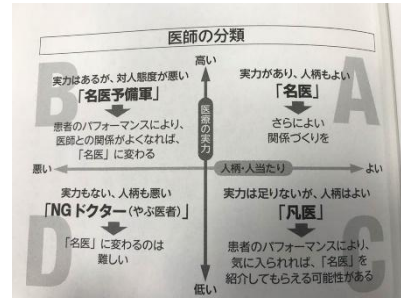 医師の分類
高い
医療の実力
低い
悪い
人柄・人当たり
よい
A
実力があり、人柄もよい
「名医」
さらによい
関係づくりを
B
実力はあるが、対人態度が悪い
「名医予備軍」
患者のパフォーマンスにより、
医師との関係がよくなれば、
「名医」に変わる
C
実力は足りないが、人柄はよい
「凡医」
患者のパフォーマンスにより、
気に入られれば、「名医」を
紹介してもらえる可能性がある
D
実力もない、人柄も悪い
「NGドクター(やぶ医者)」
「名医」に変わるのは
難しい